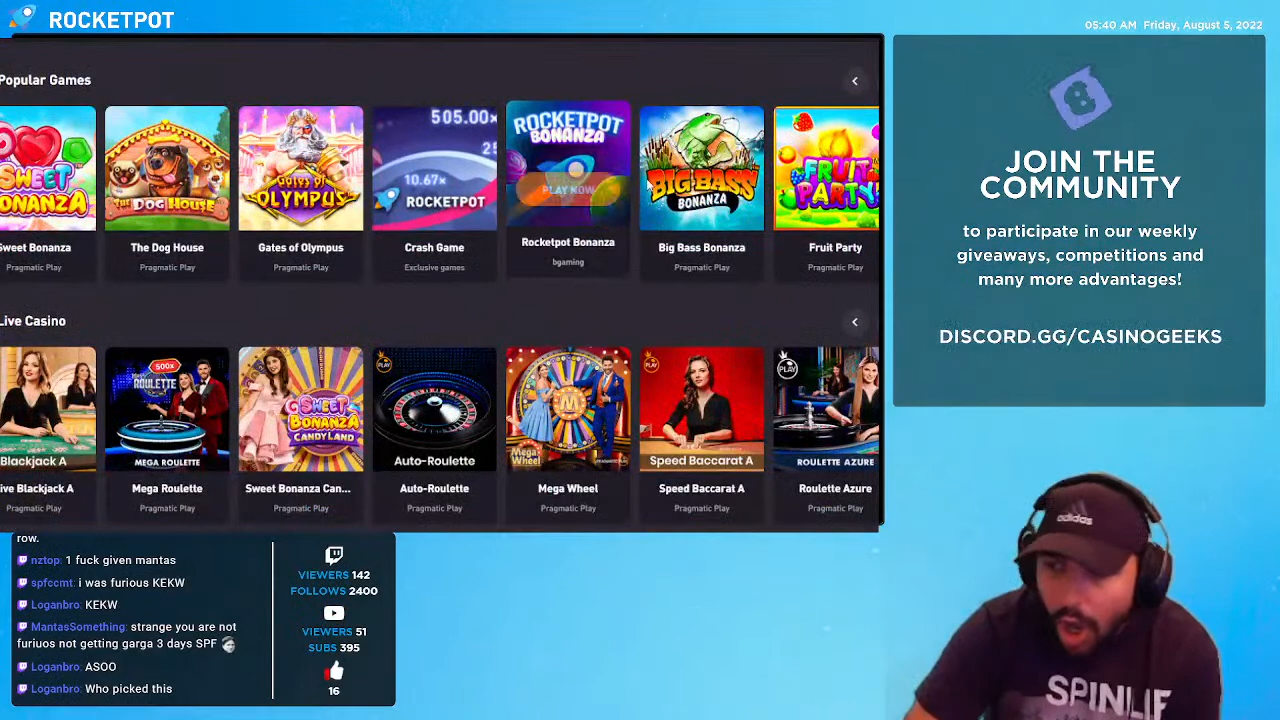 ROCKETPOT
05:40 AM Friday, August 5, 2022
Popular Games
SWEET BONANZA
THE DOG HOUSE
GATES OF OLYMPUS
505.00×
25
10.67×
ROCKETPOT
ROCKETPOT BONANZA
PLAY NOW
BIG BASS BONANZA
FRUIT PARTY
Sweet Bonanza
The Dog House
Gates of Olympus
Crash Game
Rocketpot Bonanza
Big Bass Bonanza
Fruit Party
Pragmatic Play
Pragmatic Play
Pragmatic Play
Exclusive games
bgaming
Pragmatic Play
Pragmatic Play
Live Casino
Blackjack A
500x
MEGA ROULETTE
MEGA ROULETTE
SWEET BONANZA CANDYLAND
PLAY
Auto-Roulette
M
MEGA WHEEL
PLAY
Speed Baccarat A
PLAY
ROULETTE AZURE
ive Blackjack A
Mega Roulette
Sweet Bonanza Can...
Auto-Roulette
Mega Wheel
Speed Baccarat A
Roulette Azure
Pragmatic Play
Pragmatic Play
Pragmatic Play
Pragmatic Play
Pragmatic Play
Pragmatic Play
Pragmatic Play
JOIN THE
COMMUNITY
to participate in our weekly
giveaways, competitions and
many more advantages!
DISCORD.GG/CASINOGEEKS
row.
nztop: 1 fuck given mantas
spfccmt: i was furious KEKW
Loganbro: KEKW
MantasSomething: strange you are not
furiuos not getting garga 3 days SPF
Loganbro: ASOO
Loganbro: Who picked this
VIEWERS 142
FOLLOWS 2400
VIEWERS 51
SUBS 395
16
adidas
SPINLIF